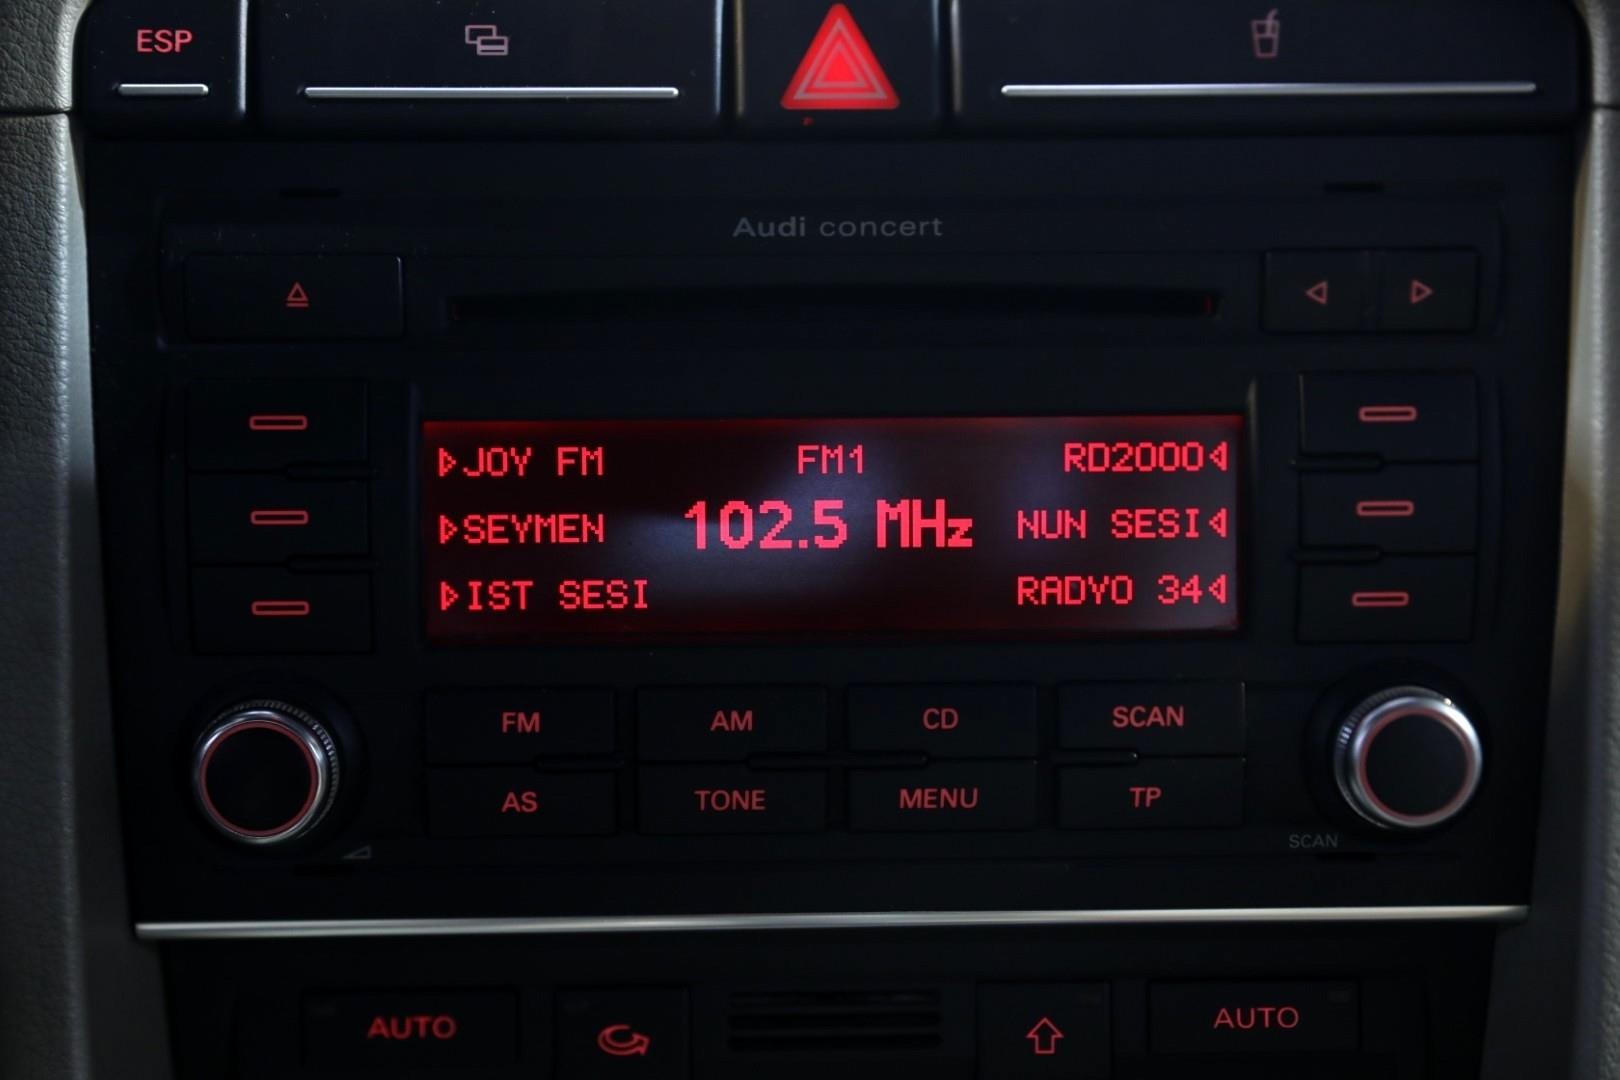 ESP
Audi concert
JOY FM FM1 RD2000
SEYMEN 102.5 MHz NUN SESI
IST SESI RADYO 34
FM AM CD SCAN
AS TONE MENU TP
SCAN
AUTO AUTO